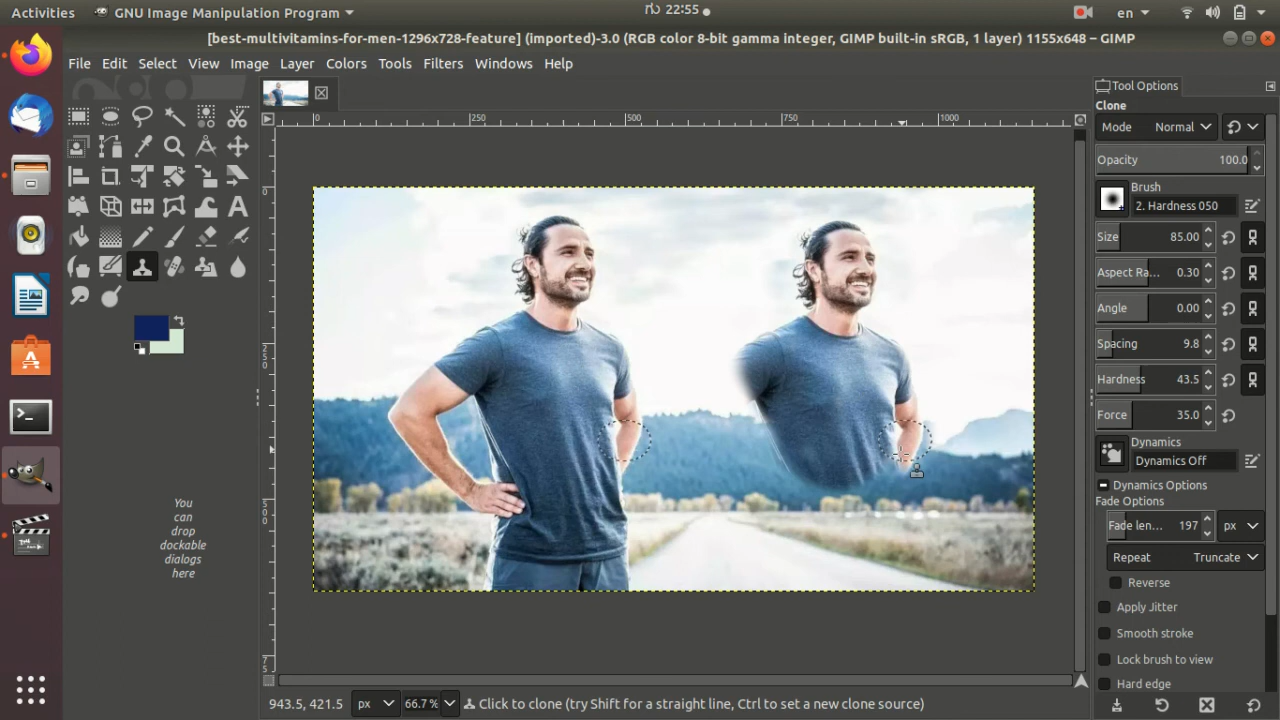 Activities
GNU Image Manipulation Program
რს 22:55
en
[best-multivitamins-for-men-1296x728-feature] (imported)-3.0 (RGB color 8-bit gamma integer, GIMP built-in sRGB, 1 layer) 1155x648 – GIMP
File Edit Select View Image Layer Colors Tools Filters Windows Help
Tool Options
Clone
Mode Normal
Opacity 100.0
Brush
2. Hardness 050
Size 85.00
Aspect Ra... 0.30
Angle 0.00
Spacing 9.8
Hardness 43.5
Force 35.0
Dynamics
Dynamics Off
Dynamics Options
Fade Options
Fade len... 197 px
Repeat Truncate
Reverse
Apply Jitter
Smooth stroke
Lock brush to view
Hard edge
0 250 500 750 1000
0
250
500
75
You
can
drop
dockable
dialogs
here
943.5, 421.5 px 66.7 % Click to clone (try Shift for a straight line, Ctrl to set a new clone source)